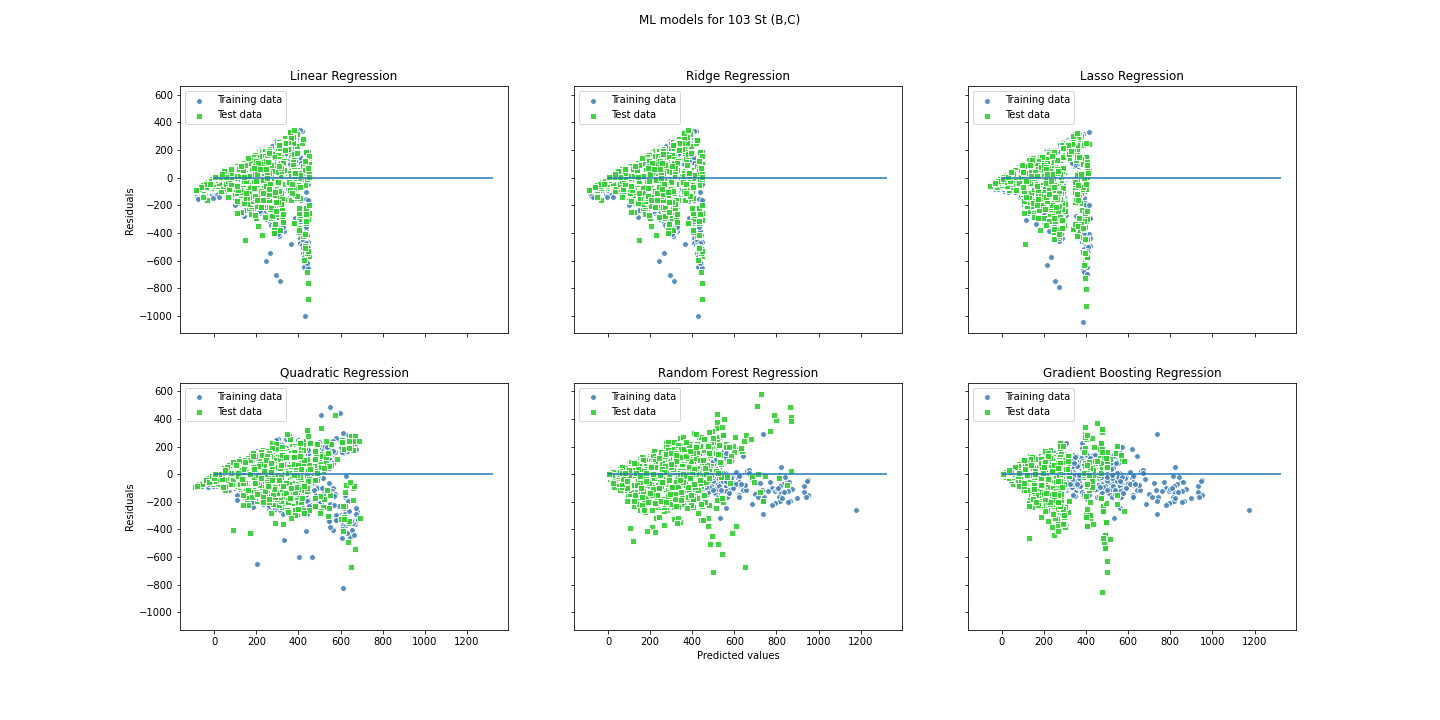 ML models for 103 St (B,C)
Linear Regression
Training data
Test data
600
400
200
0
−200
−400
−600
−800
−1000
Residuals
Ridge Regression
Training data
Test data
Lasso Regression
Training data
Test data
Quadratic Regression
Training data
Test data
600
400
200
0
−200
−400
−600
−800
−1000
Residuals
0 200 400 600 800 1000 1200
Random Forest Regression
Training data
Test data
0 200 400 600 800 1000 1200
Predicted values
Gradient Boosting Regression
Training data
Test data
0 200 400 600 800 1000 1200